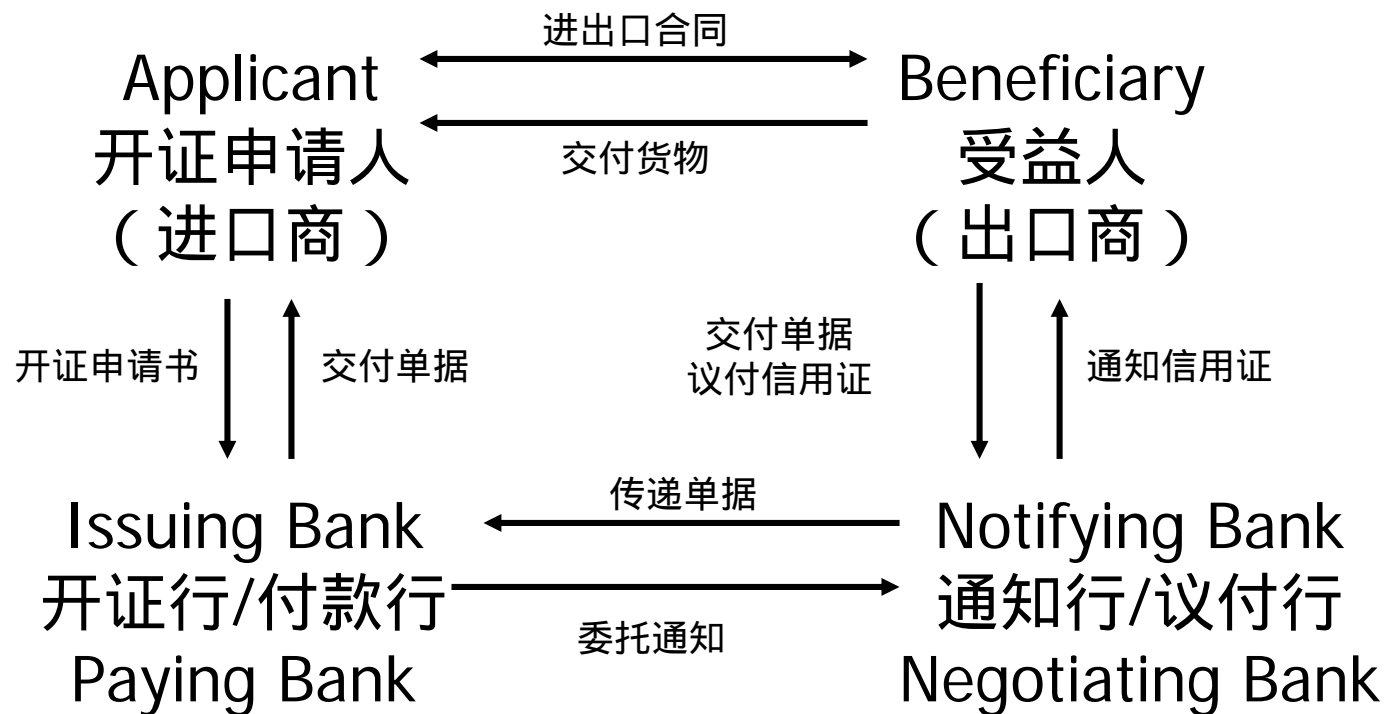 进出口合同
Applicant
开证申请人
（进口商）
Beneficiary
受益人
（出口商）
交付货物
开证申请书
交付单据
交付单据
议付信用证
通知信用证
传递单据
Issuing Bank
开证行/付款行
Paying Bank
委托通知
Notifying Bank
通知行/议付行
Negotiating Bank